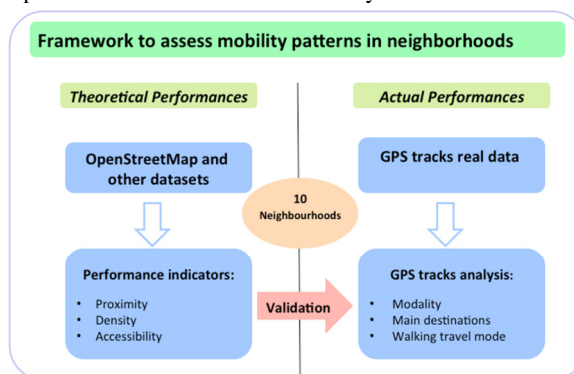 Framework to assess mobility patterns in neighborhoods
Theoretical Performances
Actual Performances
OpenStreetMap and
other datasets
GPS tracks real data
10
Neighbourhoods
Performance indicators:
• Proximity
• Density
• Accessibility
Validation
GPS tracks analysis:
• Modality
• Main destinations
• Walking travel mode